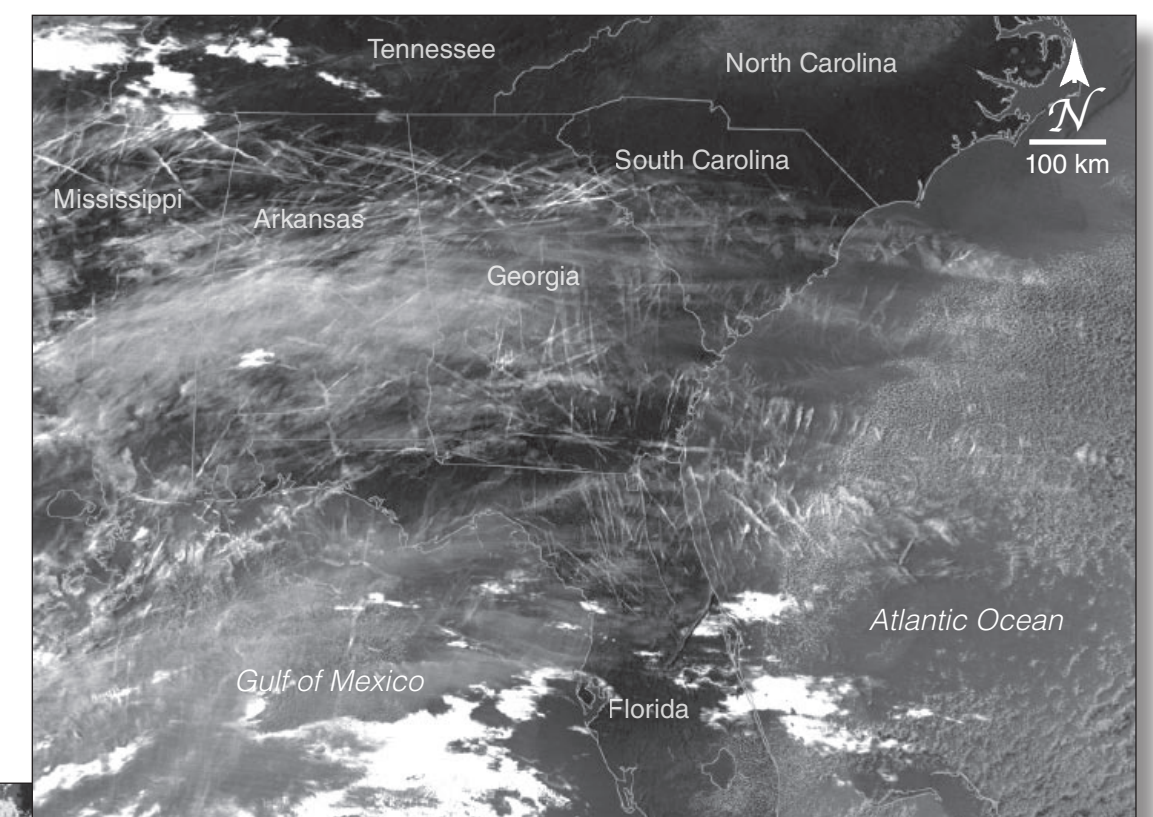 Tennessee
North Carolina
N
100 km
South Carolina
Mississippi
Arkansas
Georgia
Atlantic Ocean
Gulf of Mexico
Florida